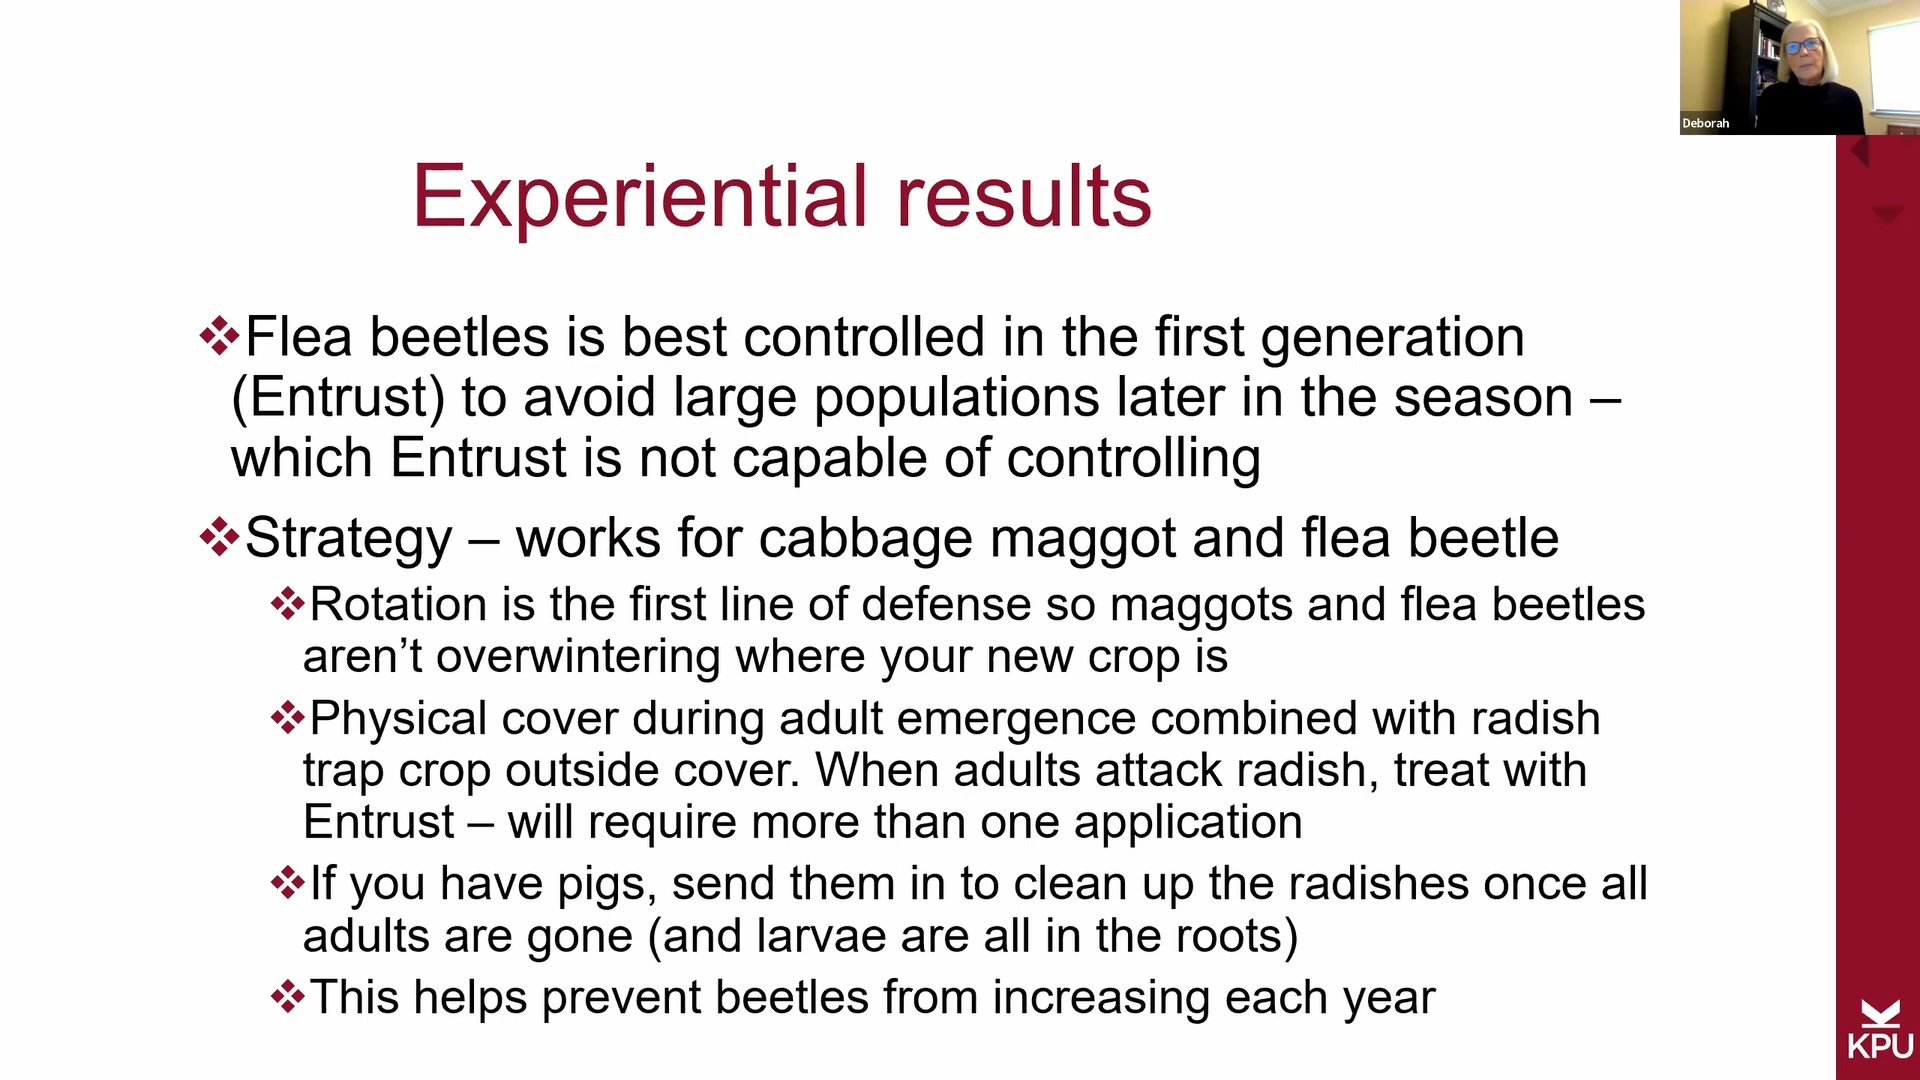 Deborah
Experiential results
❖Flea beetles is best controlled in the first generation
(Entrust) to avoid large populations later in the season –
which Entrust is not capable of controlling
❖Strategy – works for cabbage maggot and flea beetle
❖Rotation is the first line of defense so maggots and flea beetles
aren’t overwintering where your new crop is
❖Physical cover during adult emergence combined with radish
trap crop outside cover. When adults attack radish, treat with
Entrust – will require more than one application
❖If you have pigs, send them in to clean up the radishes once all
adults are gone (and larvae are all in the roots)
❖This helps prevent beetles from increasing each year
KPU